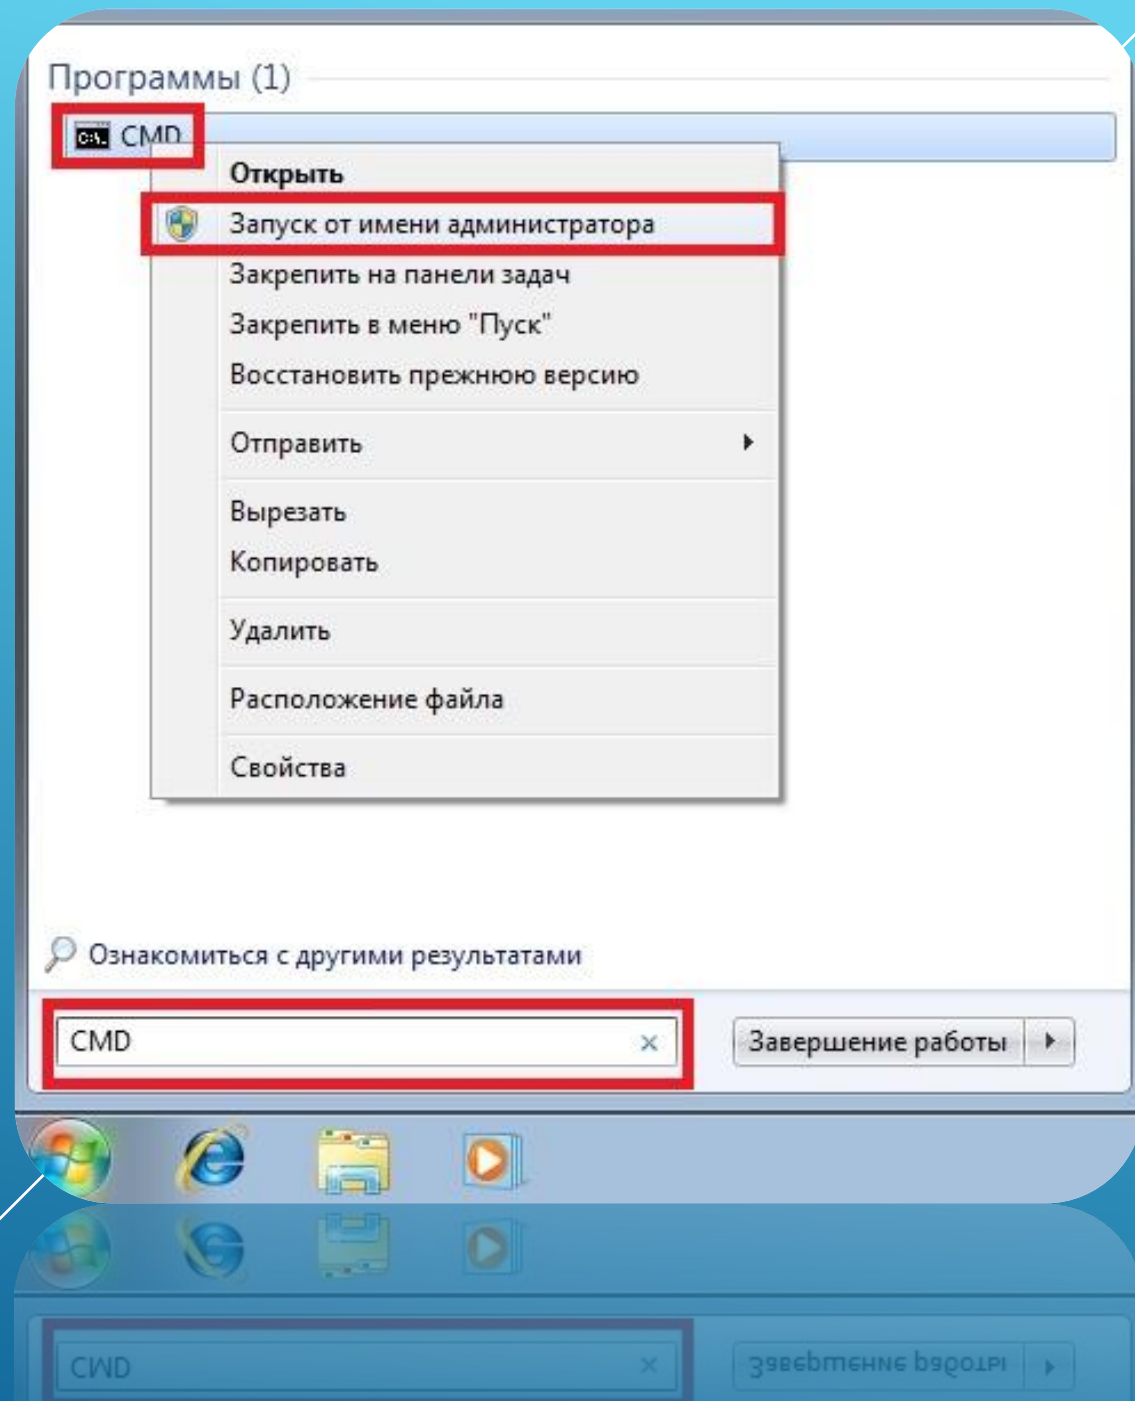 Программы (1)
CMD
Открыть
Запуск от имени администратора
Закрепить на панели задач
Закрепить в меню "Пуск"
Восстановить прежнюю версию
Отправить
Вырезать
Копировать
Удалить
Расположение файла
Свойства
Ознакомиться с другими результатами
CMD
Завершение работы